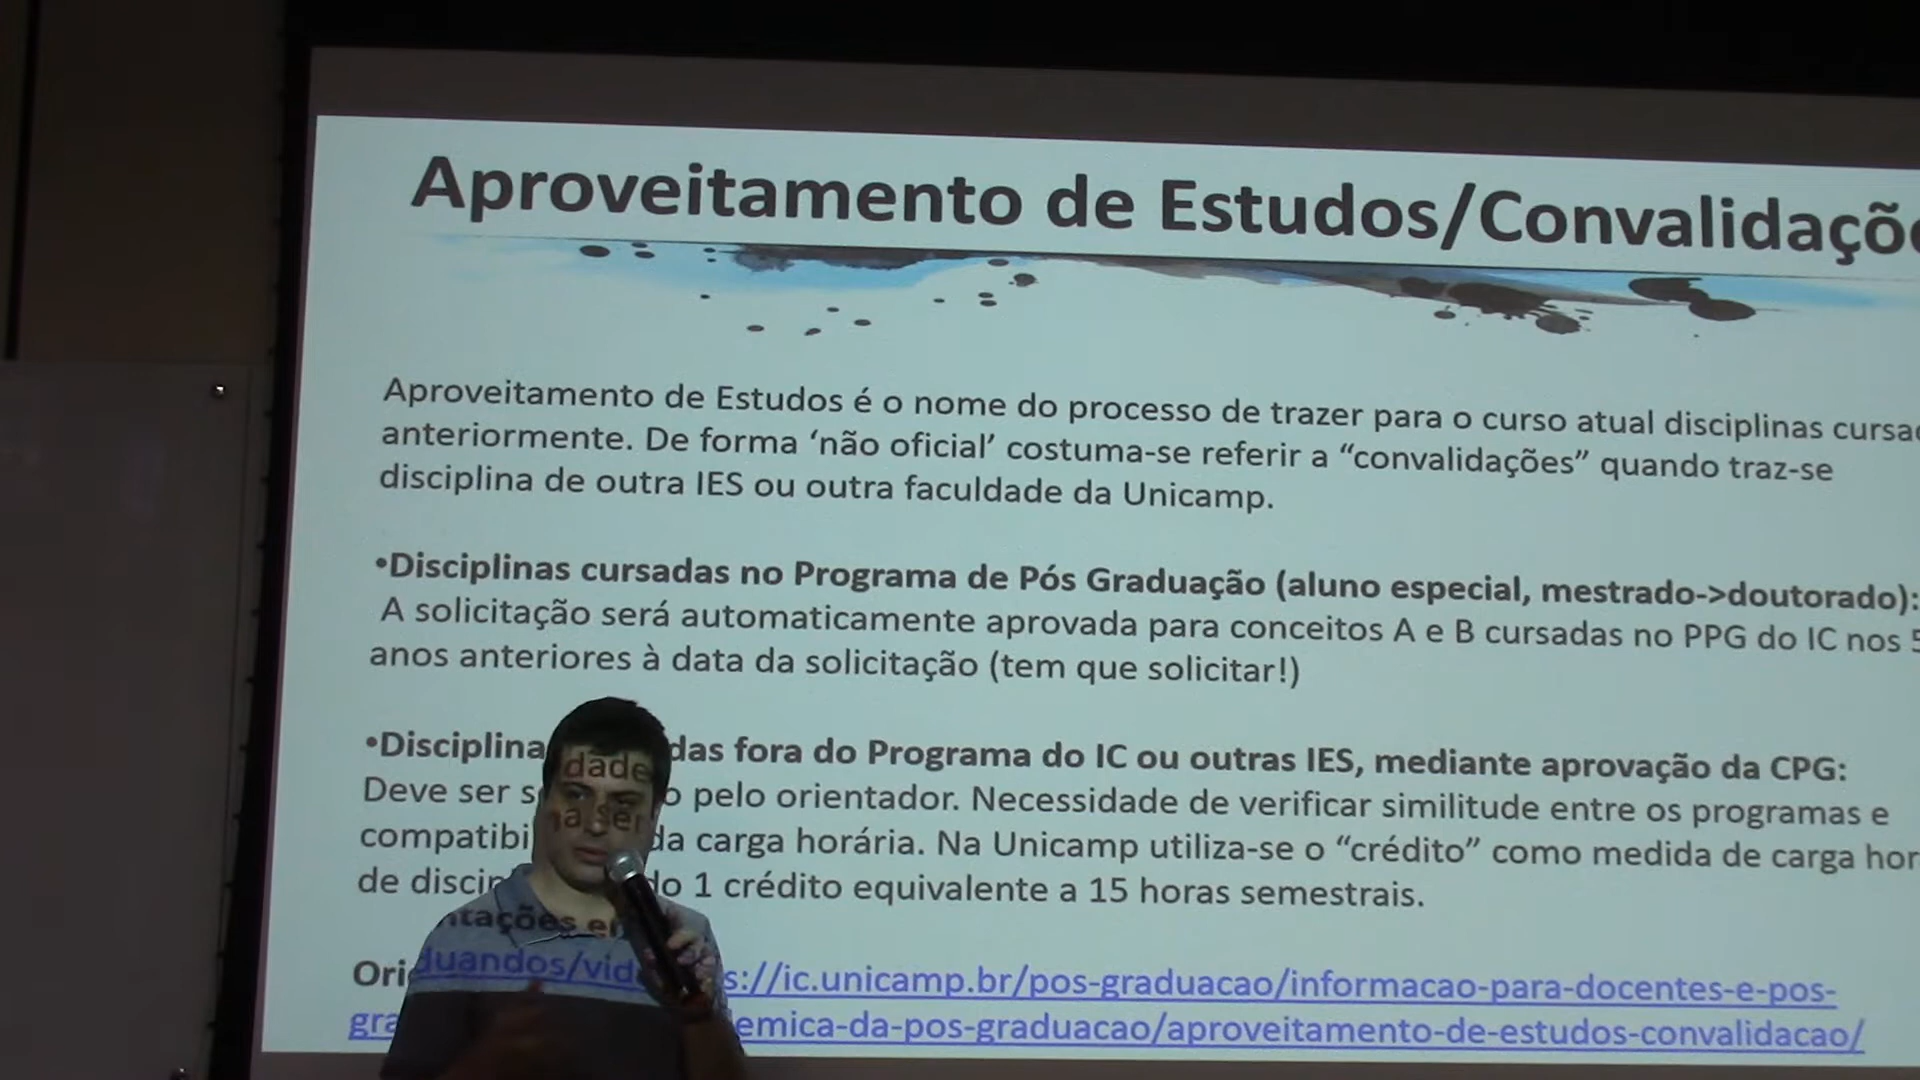 Aproveitamento de Estudos/Convalidaçõe
Aproveitamento de Estudos é o nome do processo de trazer para o curso atual disciplinas cursa
anteriormente. De forma ‘não oficial’ costuma-se referir a “convalidações” quando traz-se
disciplina de outra IES ou outra faculdade da Unicamp.
•Disciplinas cursadas no Programa de Pós Graduação (aluno especial, mestrado->doutorado):
A solicitação será automaticamente aprovada para conceitos A e B cursadas no PPG do IC nos 5
anos anteriores à data da solicitação (tem que solicitar!)
•Disciplina das fora do Programa do IC ou outras IES, mediante aprovação da CPG:
Deve ser s o pelo orientador. Necessidade de verificar similitude entre os programas e
compatibi da carga horária. Na Unicamp utiliza-se o “crédito” como medida de carga hor
de discip do 1 crédito equivalente a 15 horas semestrais.
Ori ntações e duandos/vid s://ic.unicamp.br/pos-graduacao/informacao-para-docentes-e-pos-
gra emica-da-pos-graduacao/aproveitamento-de-estudos-convalidacao/